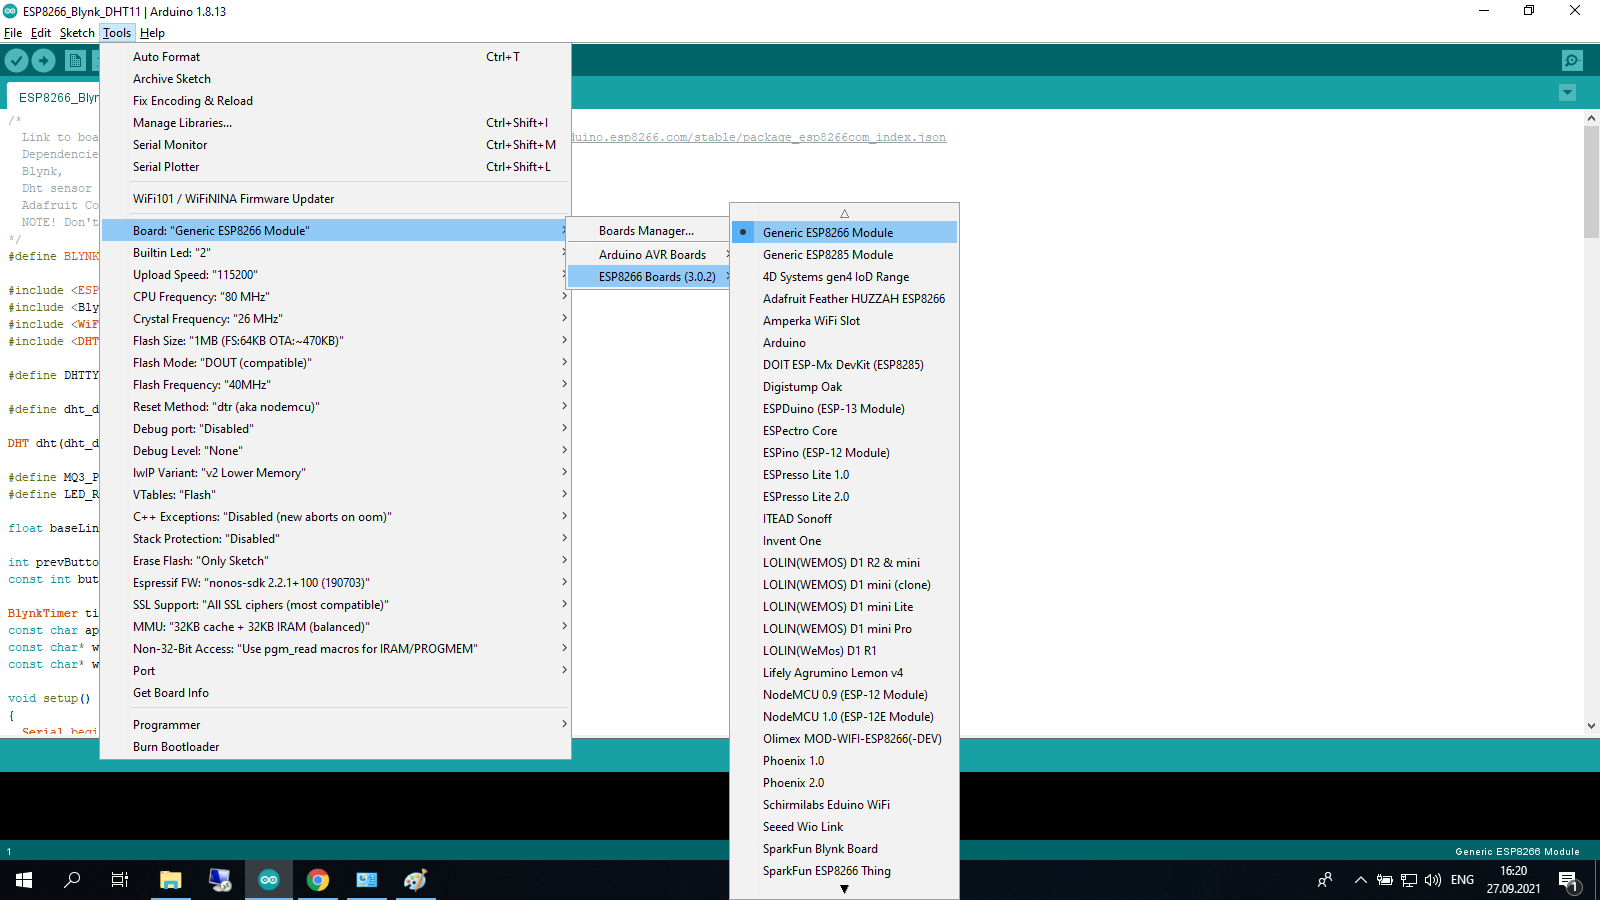 ESP8266_Blynk_DHT11 | Arduino 1.8.13
File Edit Sketch Tools Help
ESP8266_Blyn
/*
Link to boa
duino.esp8266.com/stable/package_esp8266com_index.json
Dependencie
Blynk,
Dht sensor
Adafruit Co
NOTE! Don't
*/
#define BLYNK
#include <ESP
#include <Bly
#include <WiF
#include <DHT
#define DHTTY
#define dht_d
DHT dht(dht_d
#define MQ3_P
#define LED_R
float baseLin
int prevButto
const int but
BlynkTimer ti
const char ap
const char* w
const char* w
void setup()
{
Serial.begi
Auto Format Ctrl+T
Archive Sketch
Fix Encoding & Reload
Manage Libraries... Ctrl+Shift+I
Serial Monitor Ctrl+Shift+M
Serial Plotter Ctrl+Shift+L
WiFi101 / WiFiNINA Firmware Updater
Board: "Generic ESP8266 Module"
Builtin Led: "2"
Upload Speed: "115200"
CPU Frequency: "80 MHz"
Crystal Frequency: "26 MHz"
Flash Size: "1MB (FS:64KB OTA:~470KB)"
Flash Mode: "DOUT (compatible)"
Flash Frequency: "40MHz"
Reset Method: "dtr (aka nodemcu)"
Debug port: "Disabled"
Debug Level: "None"
lwIP Variant: "v2 Lower Memory"
VTables: "Flash"
C++ Exceptions: "Disabled (new aborts on oom)"
Stack Protection: "Disabled"
Erase Flash: "Only Sketch"
Espressif FW: "nonos-sdk 2.2.1+100 (190703)"
SSL Support: "All SSL ciphers (most compatible)"
MMU: "32KB cache + 32KB IRAM (balanced)"
Non-32-Bit Access: "Use pgm_read macros for IRAM/PROGMEM"
Port
Get Board Info
Programmer
Burn Bootloader
Boards Manager...
Arduino AVR Boards
ESP8266 Boards (3.0.2)
Generic ESP8266 Module
Generic ESP8285 Module
4D Systems gen4 IoD Range
Adafruit Feather HUZZAH ESP8266
Amperka WiFi Slot
Arduino
DOIT ESP-Mx DevKit (ESP8285)
Digistump Oak
ESPDuino (ESP-13 Module)
ESPectro Core
ESPino (ESP-12 Module)
ESPresso Lite 1.0
ESPresso Lite 2.0
ITEAD Sonoff
Invent One
LOLIN(WEMOS) D1 R2 & mini
LOLIN(WEMOS) D1 mini (clone)
LOLIN(WEMOS) D1 mini Lite
LOLIN(WEMOS) D1 mini Pro
LOLIN(WeMos) D1 R1
Lifely Agrumino Lemon v4
NodeMCU 0.9 (ESP-12 Module)
NodeMCU 1.0 (ESP-12E Module)
Olimex MOD-WIFI-ESP8266(-DEV)
Phoenix 1.0
Phoenix 2.0
Schirmilabs Eduino WiFi
Seeed Wio Link
SparkFun Blynk Board
SparkFun ESP8266 Thing
1
Generic ESP8266 Module
ENG
16:20
27.09.2021
1